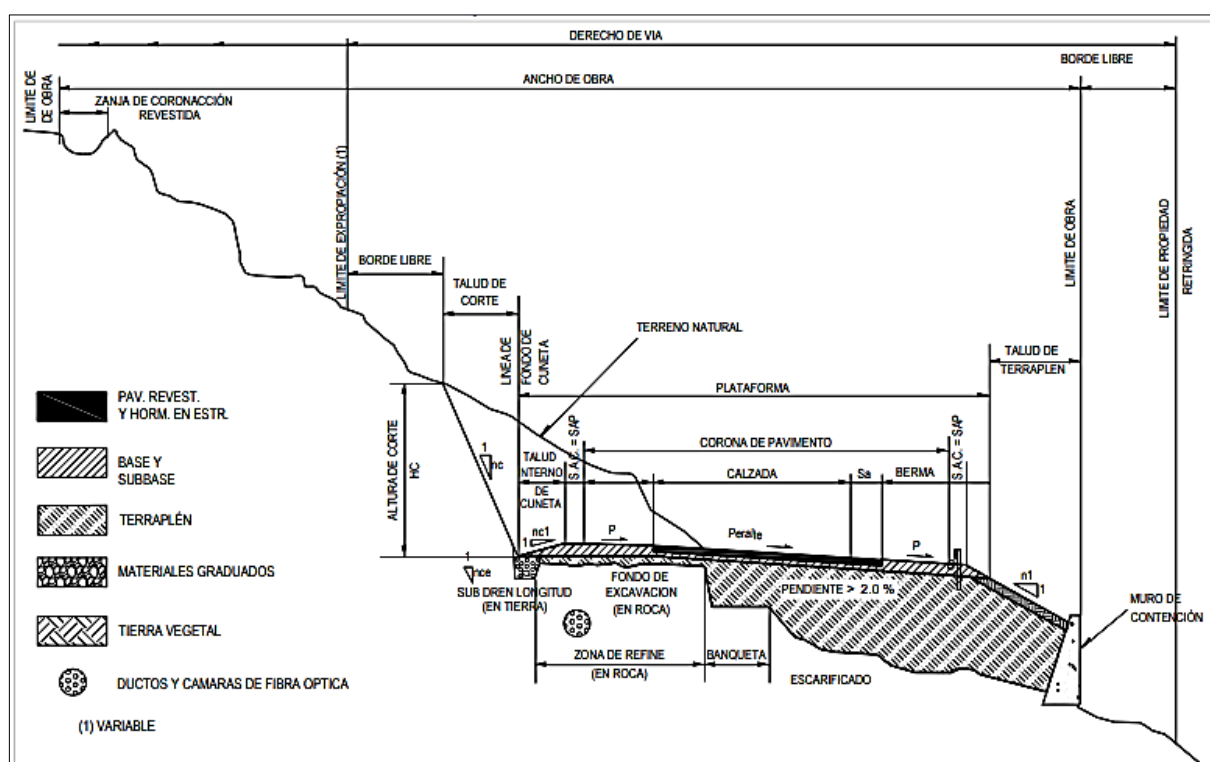 DERECHO DE VIA
BORDE LIBRE
ANCHO DE OBRA
LIMITE DE
DE OBRA
ZANJA DE CORONACCIÓN
REVESTIDA
LIMITE DE EXPROPIACIÓN (1)
BORDE LIBRE
TALUD DE
CORTE
LINEA DE
FONDO DE
CUNETA
TERRENO NATURAL
LIMITE DE OBRA
LIMITE DE PROPIEDAD
RETRINGIDA
TALUD DE
TERRAPLEN
PLATAFORMA
S.A.C. = SAP
CORONA DE PAVIMENTO
S.A.C. = SAP
TALUD
INTERNO
DE
CUNETA
CALZADA
Sa
BERMA
ALTURA DE CORTE
HC
1
nc
1
nc1
P
Peralte
P
1
nce
n1
1
SUB DREN LONGITUD
(EN TIERRA)
FONDO DE
EXCAVACION
(EN ROCA)
PENDIENTE > 2.0 %
MURO DE
CONTENCIÓN
ZONA DE REFINE
(EN ROCA)
BANQUETA
ESCARIFICADO
PAV. REVEST.
Y HORM. EN ESTR.
BASE Y
SUBBASE
TERRAPLÉN
MATERIALES GRADUADOS
TIERRA VEGETAL
DUCTOS Y CAMARAS DE FIBRA OPTICA
(1) VARIABLE